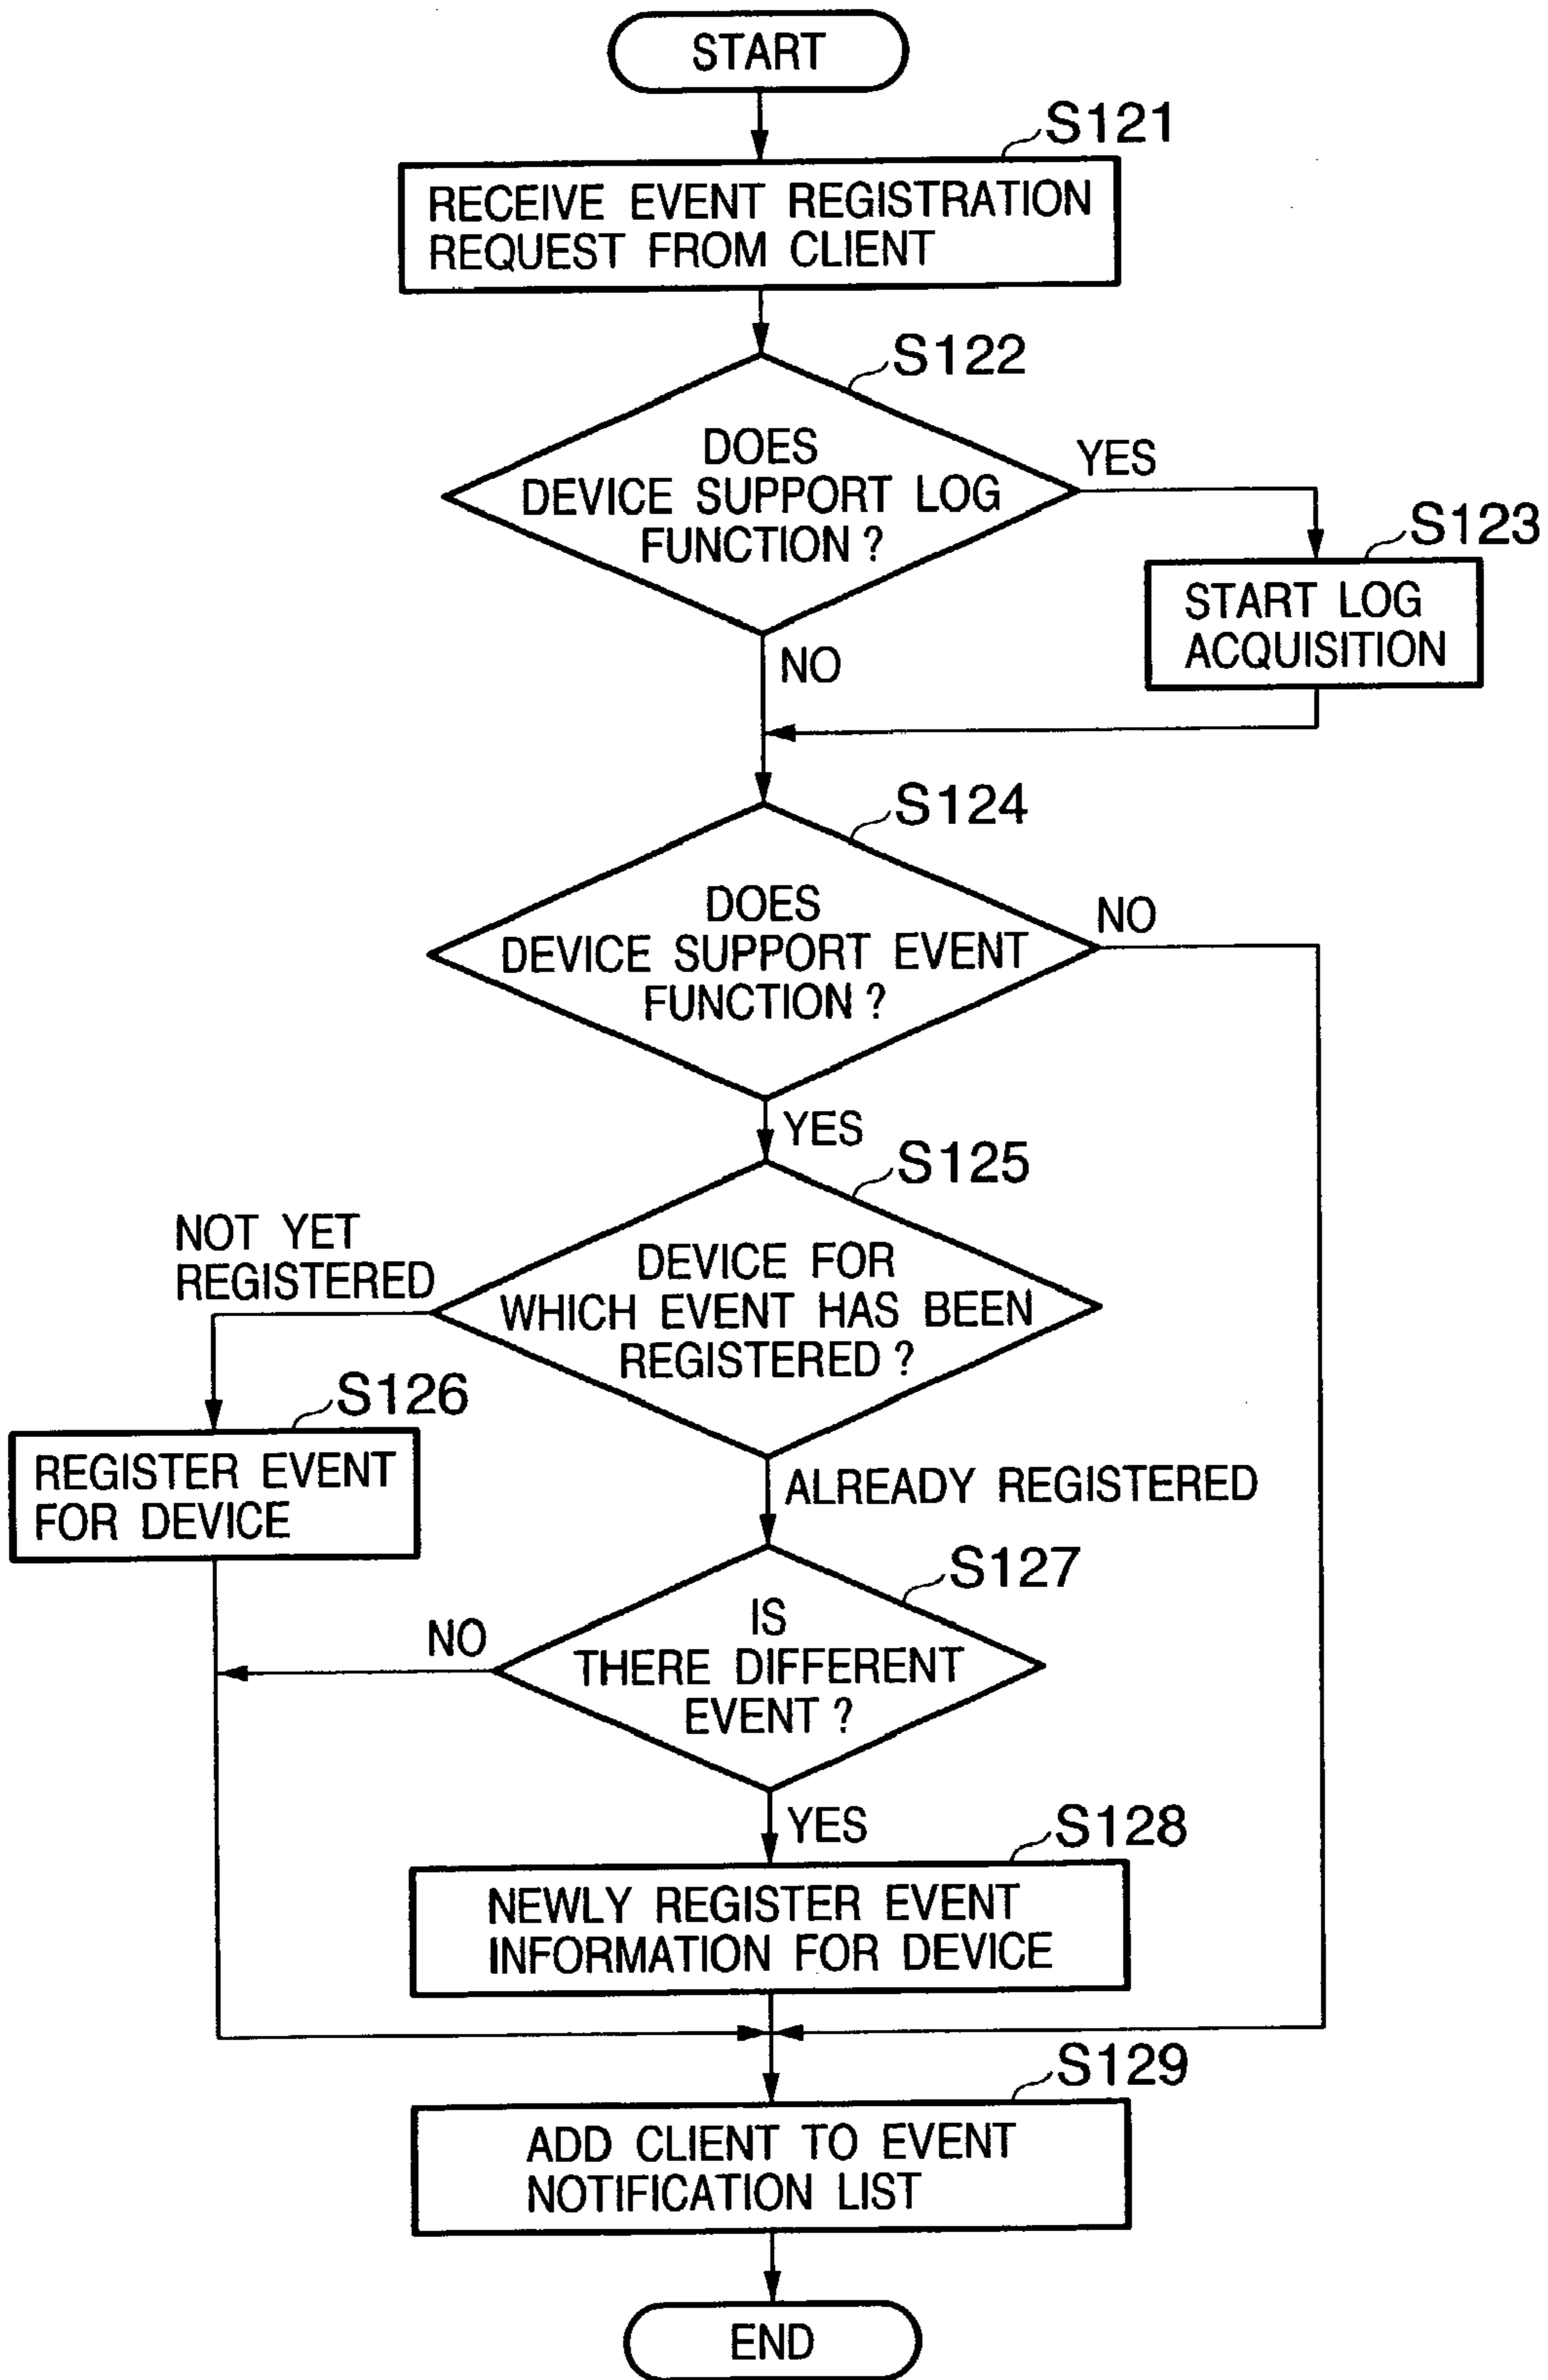 START
S121
RECEIVE EVENT REGISTRATION
REQUEST FROM CLIENT
S122
DOES
DEVICE SUPPORT LOG
FUNCTION ?
YES
S123
START LOG
ACQUISITION
NO
S124
DOES
DEVICE SUPPORT EVENT
FUNCTION ?
NO
YES
S125
NOT YET
REGISTERED
DEVICE FOR
WHICH EVENT HAS BEEN
REGISTERED ?
S126
REGISTER EVENT
FOR DEVICE
ALREADY REGISTERED
S127
NO
IS
THERE DIFFERENT
EVENT ?
YES
S128
NEWLY REGISTER EVENT
INFORMATION FOR DEVICE
S129
ADD CLIENT TO EVENT
NOTIFICATION LIST
END